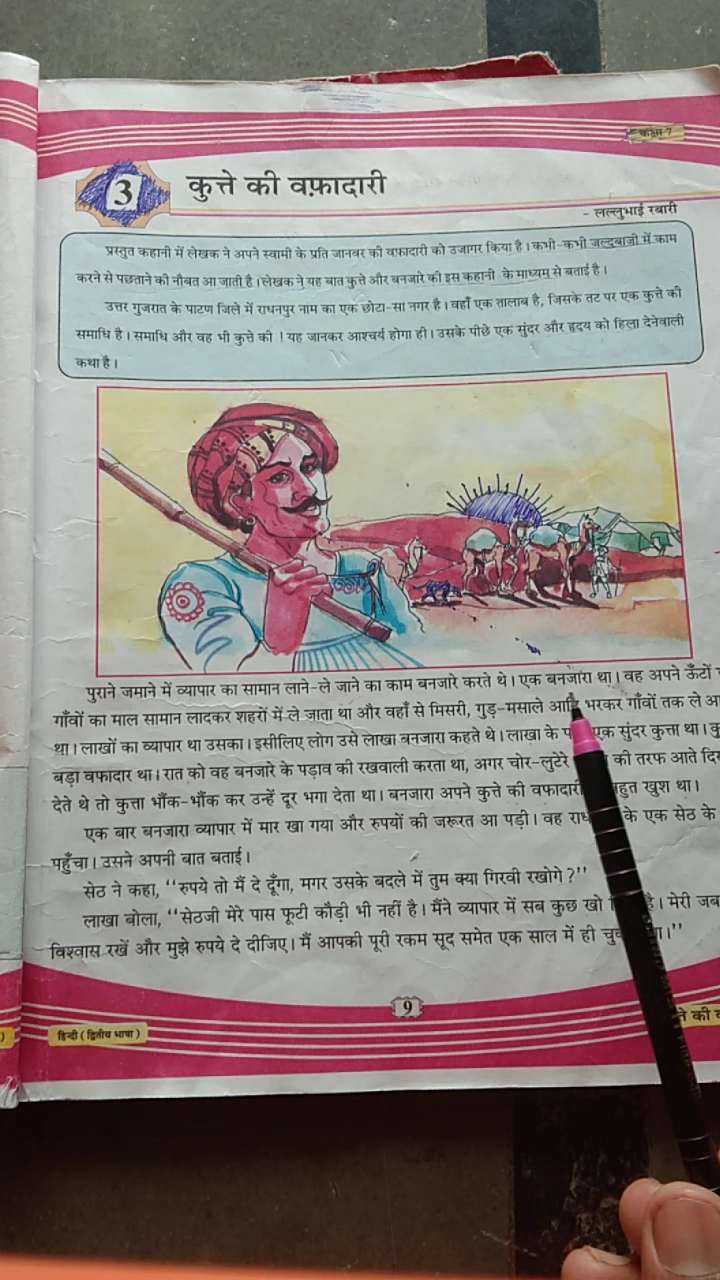 कक्षा-7
3 कुत्ते की वफ़ादारी
- लल्लुभाई रबारी
प्रस्तुत कहानी में लेखक ने अपने स्वामी के प्रति जानवर की वफ़ादारी को उजागर किया है। कभी-कभी जल्दबाजी में काम
करने से पछताने की नौबत आ जाती है। लेखक ने यह बात कुत्ते और बनजारे की इस कहानी के माध्यम से बताई है।
उत्तर गुजरात के पाटण जिले में राधनपुर नाम का एक छोटा-सा नगर है। वहाँ एक तालाब है, जिसके तट पर एक कुत्ते की
समाधि है। समाधि और वह भी कुत्ते की ! यह जानकर आश्चर्य होगा ही। उसके पीछे एक सुंदर और हृदय को हिला देनेवाली
कथा है।
पुराने जमाने में व्यापार का सामान लाने-ले जाने का काम बनजारे करते थे। एक बनजारा था। वह अपने ऊँटों
गाँवों का माल सामान लादकर शहरों में ले जाता था और वहाँ से मिसरी, गुड़-मसाले आदि भरकर गाँवों तक ले
था। लाखों का व्यापार था उसका। इसीलिए लोग उसे लाखा बनजारा कहते थे। लाखा के एक सुंदर कुत्ता था।
बड़ा वफादार था। रात को वह बनजारे के पड़ाव की रखवाली करता था, अगर चोर-लुटेरे की तरफ आते
देते थे तो कुत्ता भौंक-भौंक कर उन्हें दूर भगा देता था। बनजारा अपने कुत्ते की वफादारी खुश था।
एक बार बनजारा व्यापार में मार खा गया और रुपयों की जरूरत आ पड़ी। वह के एक सेठ के
पहुँचा। उसने अपनी बात बताई।
सेठ ने कहा, ‘‘रुपये तो मैं दे दूँगा, मगर उसके बदले में तुम क्या गिरवी रखोगे ?’’
लाखा बोला, ‘‘सेठजी मेरे पास फूटी कौड़ी भी नहीं है। मैंने व्यापार में सब कुछ खो है। मेरी
विश्वास रखें और मुझे रुपये दे दीजिए। मैं आपकी पूरी रकम सूद समेत एक साल में ही
9
हिन्दी ( द्वितीय भाषा )